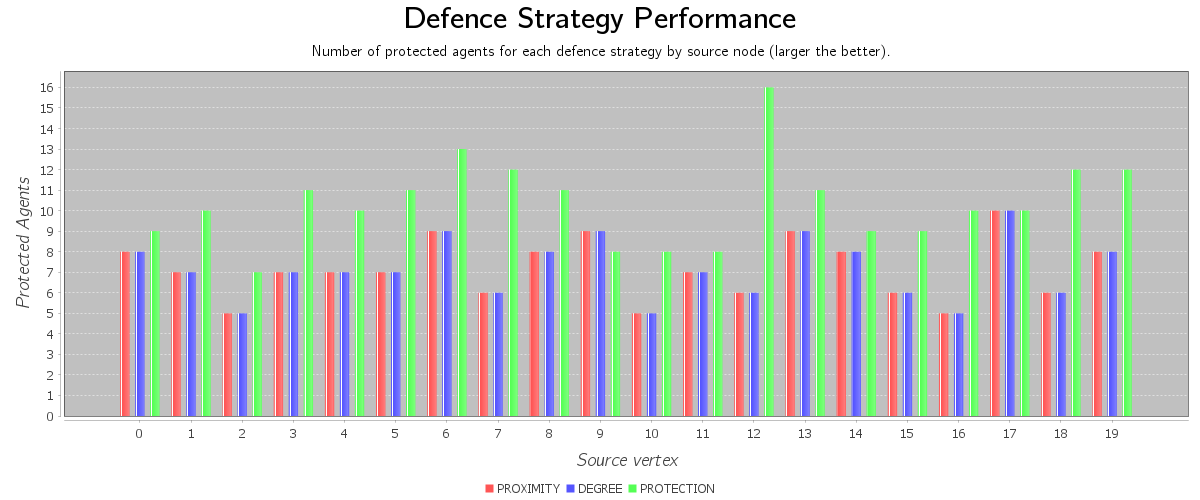 Defence Strategy Performance
Number of protected agents for each defence strategy by source node (larger the better).
Protected Agents
16
15
14
13
12
11
10
9
8
7
6
5
4
3
2
1
0
0 1 2 3 4 5 6 7 8 9 10 11 12 13 14 15 16 17 18 19
Source vertex
PROXIMITY DEGREE PROTECTION